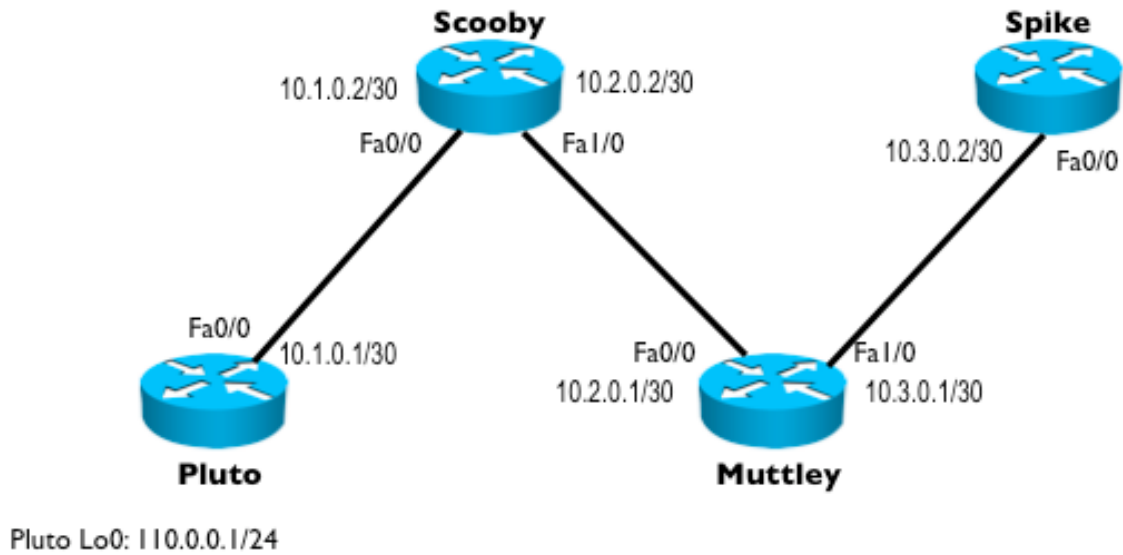 Scooby
Spike
10.1.0.2/30
10.2.0.2/30
Fa0/0
Fa1/0
10.3.0.2/30
Fa0/0
Fa0/0
10.1.0.1/30
Fa0/0
Fa1/0
10.2.0.1/30
10.3.0.1/30
Pluto
Muttley
Pluto Lo0: 110.0.0.1/24